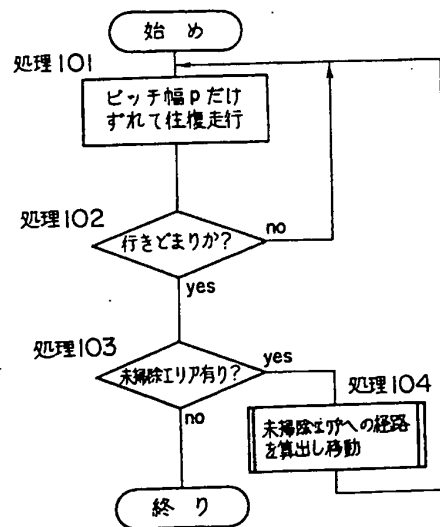 始め
処理101
ピッチ幅Pだけ
ずれて往復走行
処理102
行きどまりか?
no
yes
処理103
未掃除エリア有り?
yes
処理104
no
未掃除エリアへの経路
を算出し移動
終り